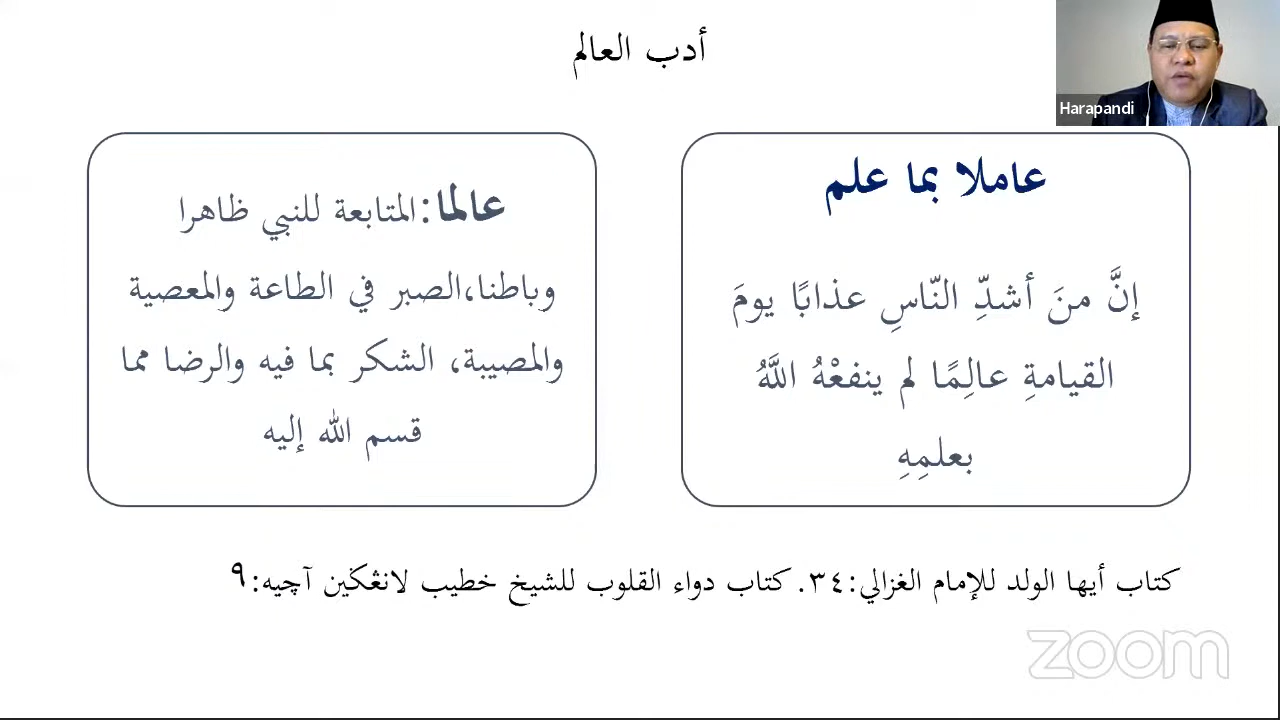 أدب العالم
Harapandi
عاملا بما علم
إنَّ منَ أشدِّ النّاسِ عذابًا يومَ
القيامةِ عالِمًا لم ينفعْهُ اللَّهُ
بعلمِهِ
عالما:المتابعة للنبي ظاهرا
وباطنا،الصبر في الطاعة والمعصية
والمصيبة، الشكر بما فيه والرضا مما
قسم الله إليه
كتاب أيها الولد للإمام الغزالي:٣٤. كتاب دواء القلوب للشيخ خطيب لانڬكين آچيه:٩
zoom